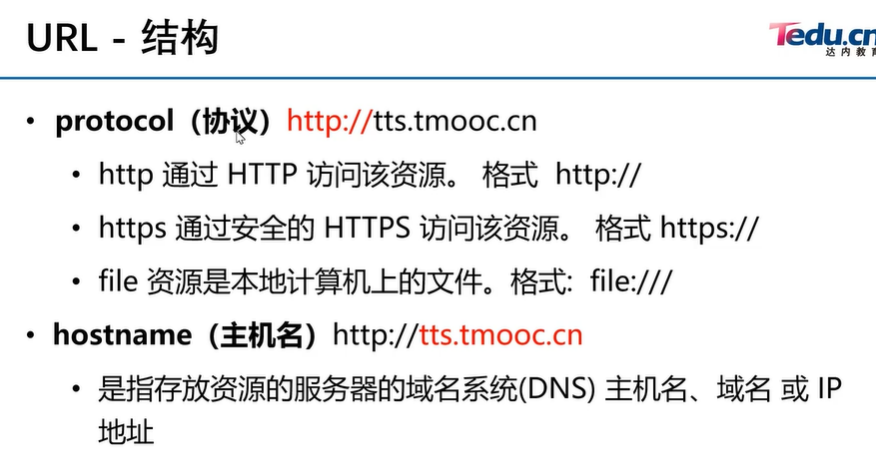 URL - 结构
Tedu.cn
达内教育
• protocol（协议）http://tts.tmooc.cn
• http 通过 HTTP 访问该资源。 格式 http://
• https 通过安全的 HTTPS 访问该资源。 格式 https://
• file 资源是本地计算机上的文件。格式: file:///
• hostname（主机名）http://tts.tmooc.cn
• 是指存放资源的服务器的域名系统(DNS) 主机名、域名 或 IP
地址